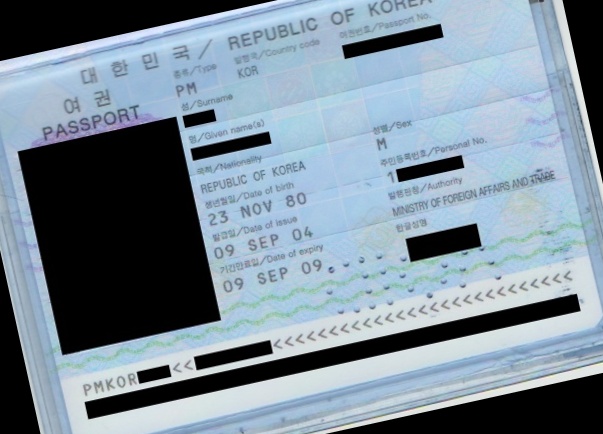 대 한 민 국 / REPUBLIC OF KOREA
여 권
PASSPORT
종류/Type
발행국/Country code
여권번호/Passport No.
PM
KOR
성/Surname
명/Given name(s)
국적/Nationality
REPUBLIC OF KOREA
성별/Sex
M
생년월일/Date of birth
23 NOV 80
주민등록번호/Personal No.
1
발급일/Date of issue
09 SEP 04
발행관청/Authority
MINISTRY OF FOREIGN AFFAIRS AND TRADE
기간만료일/Date of expiry
09 SEP 09
한글성명
PMKOR
<<
<<<<<<<<<<<<<<<<<<<<<<<<<<<<<